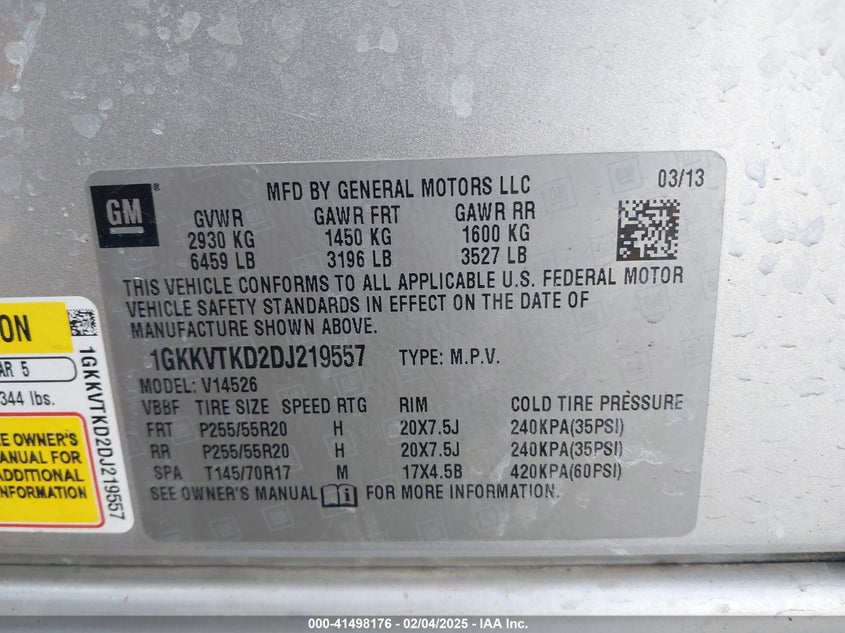 GM
®
MFD BY GENERAL MOTORS LLC
03/13
GVWR GAWR FRT GAWR RR
2930 KG 1450 KG 1600 KG
6459 LB 3196 LB 3527 LB
THIS VEHICLE CONFORMS TO ALL APPLICABLE U.S. FEDERAL MOTOR
VEHICLE SAFETY STANDARDS IN EFFECT ON THE DATE OF
MANUFACTURE SHOWN ABOVE.
1GKKVTKD2DJ219557 TYPE: M.P.V.
MODEL: V14526
VBBF TIRE SIZE SPEED RTG RIM COLD TIRE PRESSURE
FRT P255/55R20 H 20X7.5J 240KPA(35PSI)
RR P255/55R20 H 20X7.5J 240KPA(35PSI)
SPA T145/70R17 M 17X4.5B 420KPA(60PSI)
SEE OWNER'S MANUAL FOR MORE INFORMATION.
ON
AR 5
344 lbs.
EE OWNER'S
ANUAL FOR
ADDITIONAL
INFORMATION
1GKKVTKD2DJ219557
000-41498176 - 02/04/2025 - IAA Inc.